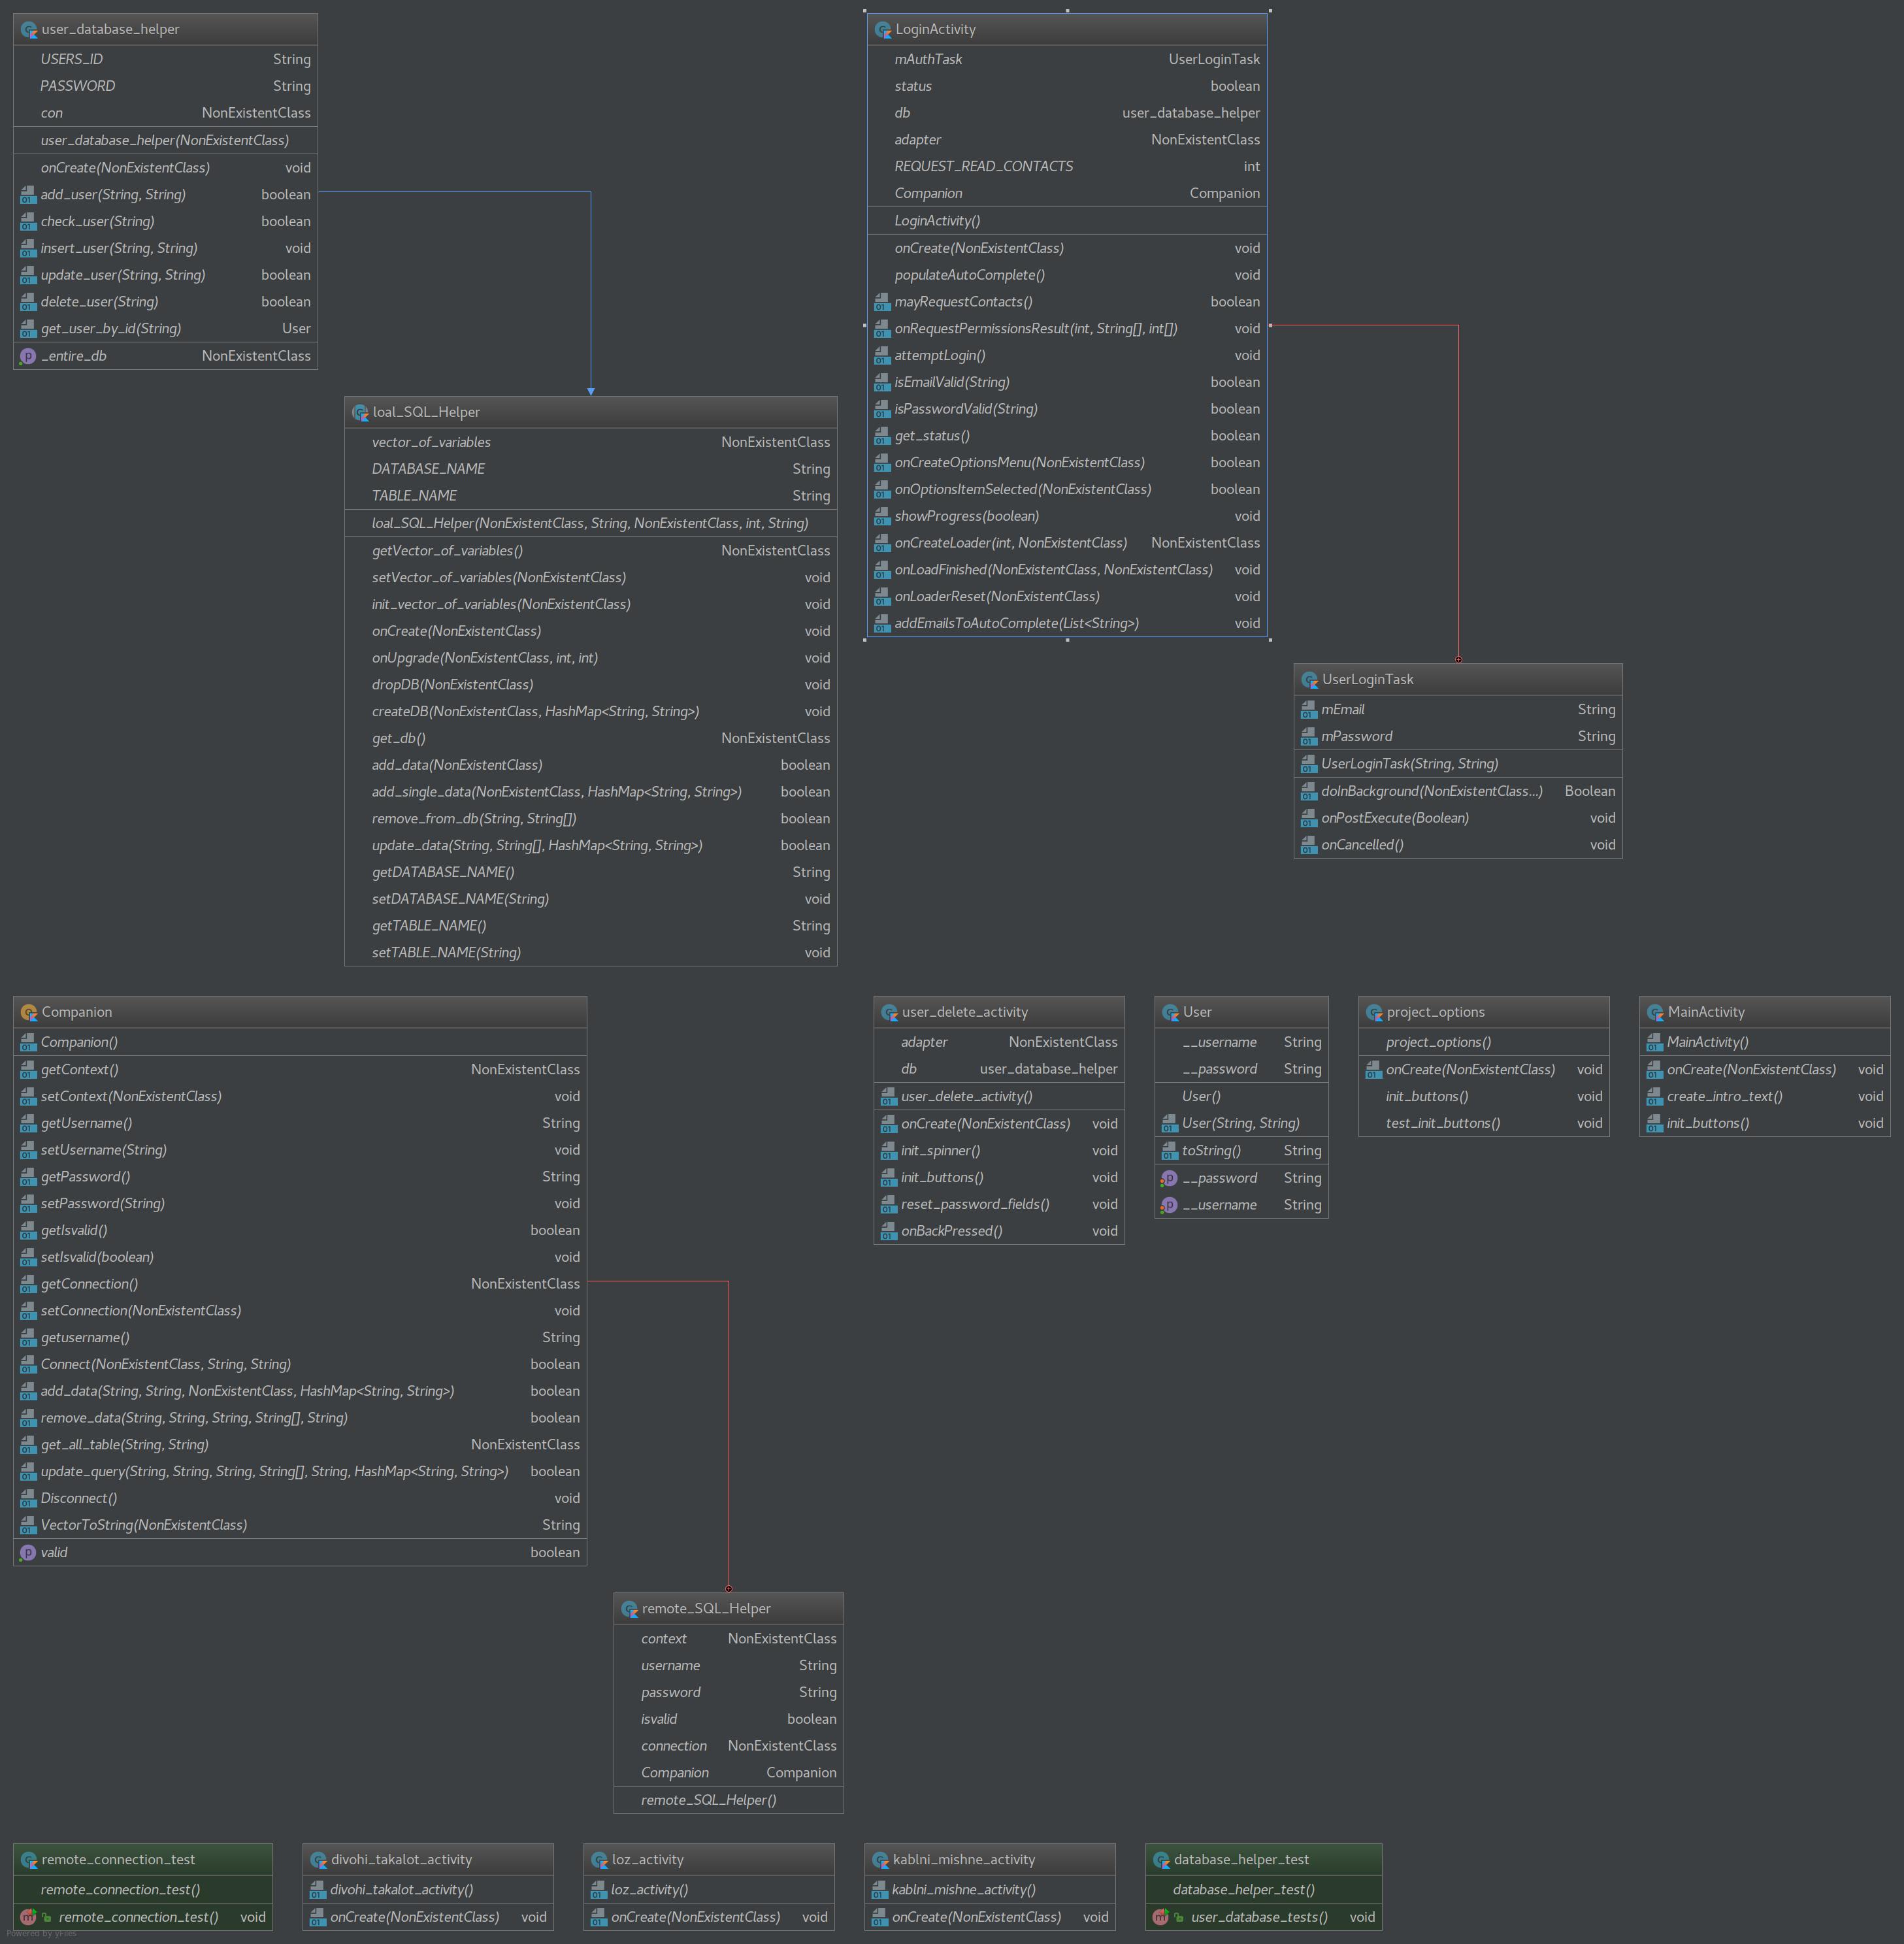 user_database_helper
USERS_ID String
PASSWORD String
con NonExistentClass
user_database_helper(NonExistentClass)
onCreate(NonExistentClass) void
add_user(String, String) boolean
check_user(String) boolean
insert_user(String, String) void
update_user(String, String) boolean
delete_user(String) boolean
get_user_by_id(String) User
_entire_db NonExistentClass
loal_SQL_Helper
vector_of_variables NonExistentClass
DATABASE_NAME String
TABLE_NAME String
loal_SQL_Helper(NonExistentClass, String, NonExistentClass, int, String)
getVector_of_variables() NonExistentClass
setVector_of_variables(NonExistentClass) void
init_vector_of_variables(NonExistentClass) void
onCreate(NonExistentClass) void
onUpgrade(NonExistentClass, int, int) void
dropDB(NonExistentClass) void
createDB(NonExistentClass, HashMap<String, String>) void
get_db() NonExistentClass
add_data(NonExistentClass) boolean
add_single_data(NonExistentClass, HashMap<String, String>) boolean
remove_from_db(String, String[]) boolean
update_data(String, String[], HashMap<String, String>) boolean
getDATABASE_NAME() String
setDATABASE_NAME(String) void
getTABLE_NAME() String
setTABLE_NAME(String) void
LoginActivity
mAuthTask UserLoginTask
status boolean
db user_database_helper
adapter NonExistentClass
REQUEST_READ_CONTACTS int
Companion Companion
LoginActivity()
onCreate(NonExistentClass) void
populateAutoComplete() void
mayRequestContacts() boolean
onRequestPermissionsResult(int, String[], int[]) void
attemptLogin() void
isEmailValid(String) boolean
isPasswordValid(String) boolean
get_status() boolean
onCreateOptionsMenu(NonExistentClass) boolean
onOptionsItemSelected(NonExistentClass) boolean
showProgress(boolean) void
onCreateLoader(int, NonExistentClass) NonExistentClass
onLoadFinished(NonExistentClass, NonExistentClass) void
onLoaderReset(NonExistentClass) void
addEmailsToAutoComplete(List<String>) void
UserLoginTask
mEmail String
mPassword String
UserLoginTask(String, String)
doInBackground(NonExistentClass...) Boolean
onPostExecute(Boolean) void
onCancelled() void
Companion
Companion()
getContext() NonExistentClass
setContext(NonExistentClass) void
getUsername() String
setUsername(String) void
getPassword() String
setPassword(String) void
getIsvalid() boolean
setIsvalid(boolean) void
getConnection() NonExistentClass
setConnection(NonExistentClass) void
getusername() String
Connect(NonExistentClass, String, String) boolean
add_data(String, String, NonExistentClass, HashMap<String, String>) boolean
remove_data(String, String, String, String[], String) boolean
get_all_table(String, String) NonExistentClass
update_query(String, String, String, String[], String, HashMap<String, String>) boolean
Disconnect() void
VectorToString(NonExistentClass) String
valid boolean
user_delete_activity
adapter NonExistentClass
db user_database_helper
user_delete_activity()
onCreate(NonExistentClass) void
init_spinner() void
init_buttons() void
reset_password_fields() void
onBackPressed() void
User
__username String
__password String
User()
User(String, String)
toString() String
__password String
__username String
project_options
project_options()
onCreate(NonExistentClass) void
init_buttons() void
test_init_buttons() void
MainActivity
MainActivity()
onCreate(NonExistentClass) void
create_intro_text() void
init_buttons() void
remote_SQL_Helper
context NonExistentClass
username String
password String
isvalid boolean
connection NonExistentClass
Companion Companion
remote_SQL_Helper()
remote_connection_test
remote_connection_test()
remote_connection_test() void
divohi_takalot_activity
divohi_takalot_activity()
onCreate(NonExistentClass) void
loz_activity
loz_activity()
onCreate(NonExistentClass) void
kablni_mishne_activity
kablni_mishne_activity()
onCreate(NonExistentClass) void
database_helper_test
database_helper_test()
user_database_tests() void
Powered by yFiles